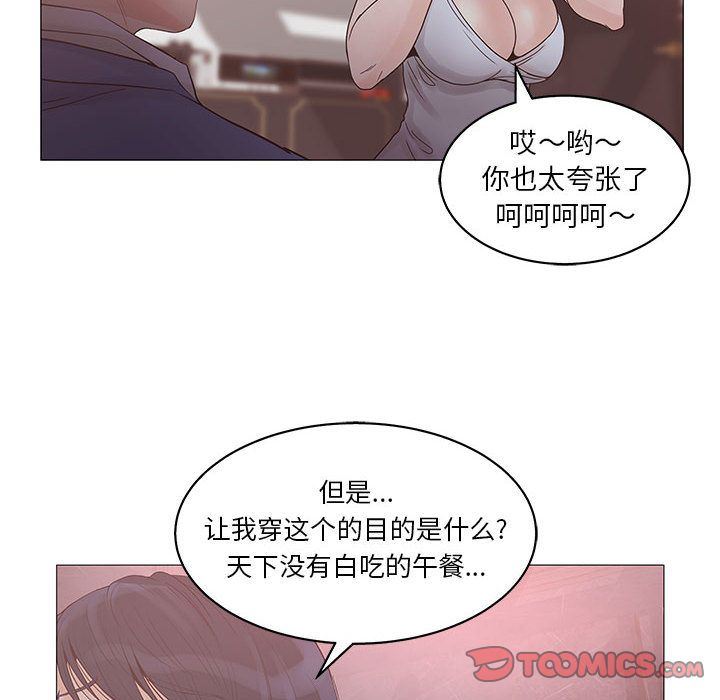 哎～哟～
你也太夸张了
呵呵呵呵～
但是...
让我穿这个的目的是什么?
天下没有白吃的午餐...
TOOMICS.COM